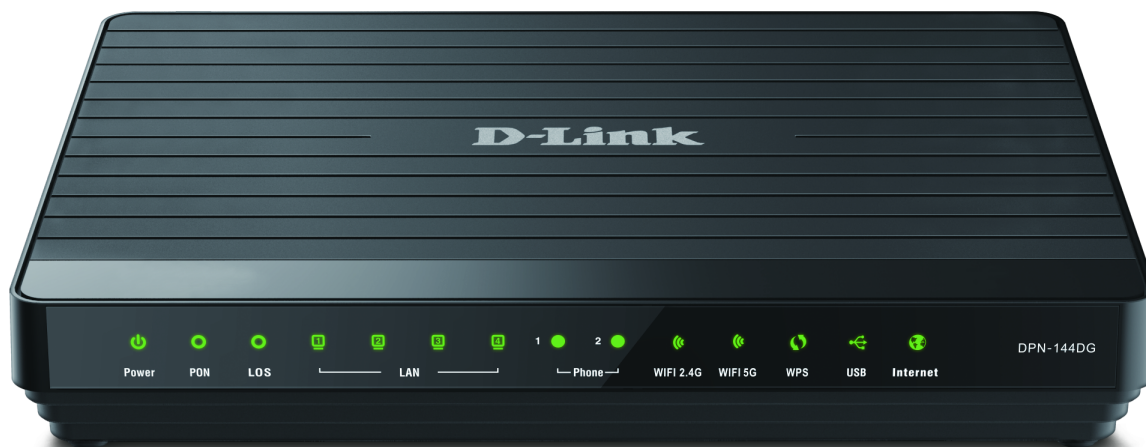 D-Link
1 2 3 4 1 2
Power PON LOS LAN Phone WIFI 2.4G WIFI 5G WPS USB Internet
DPN-144DG